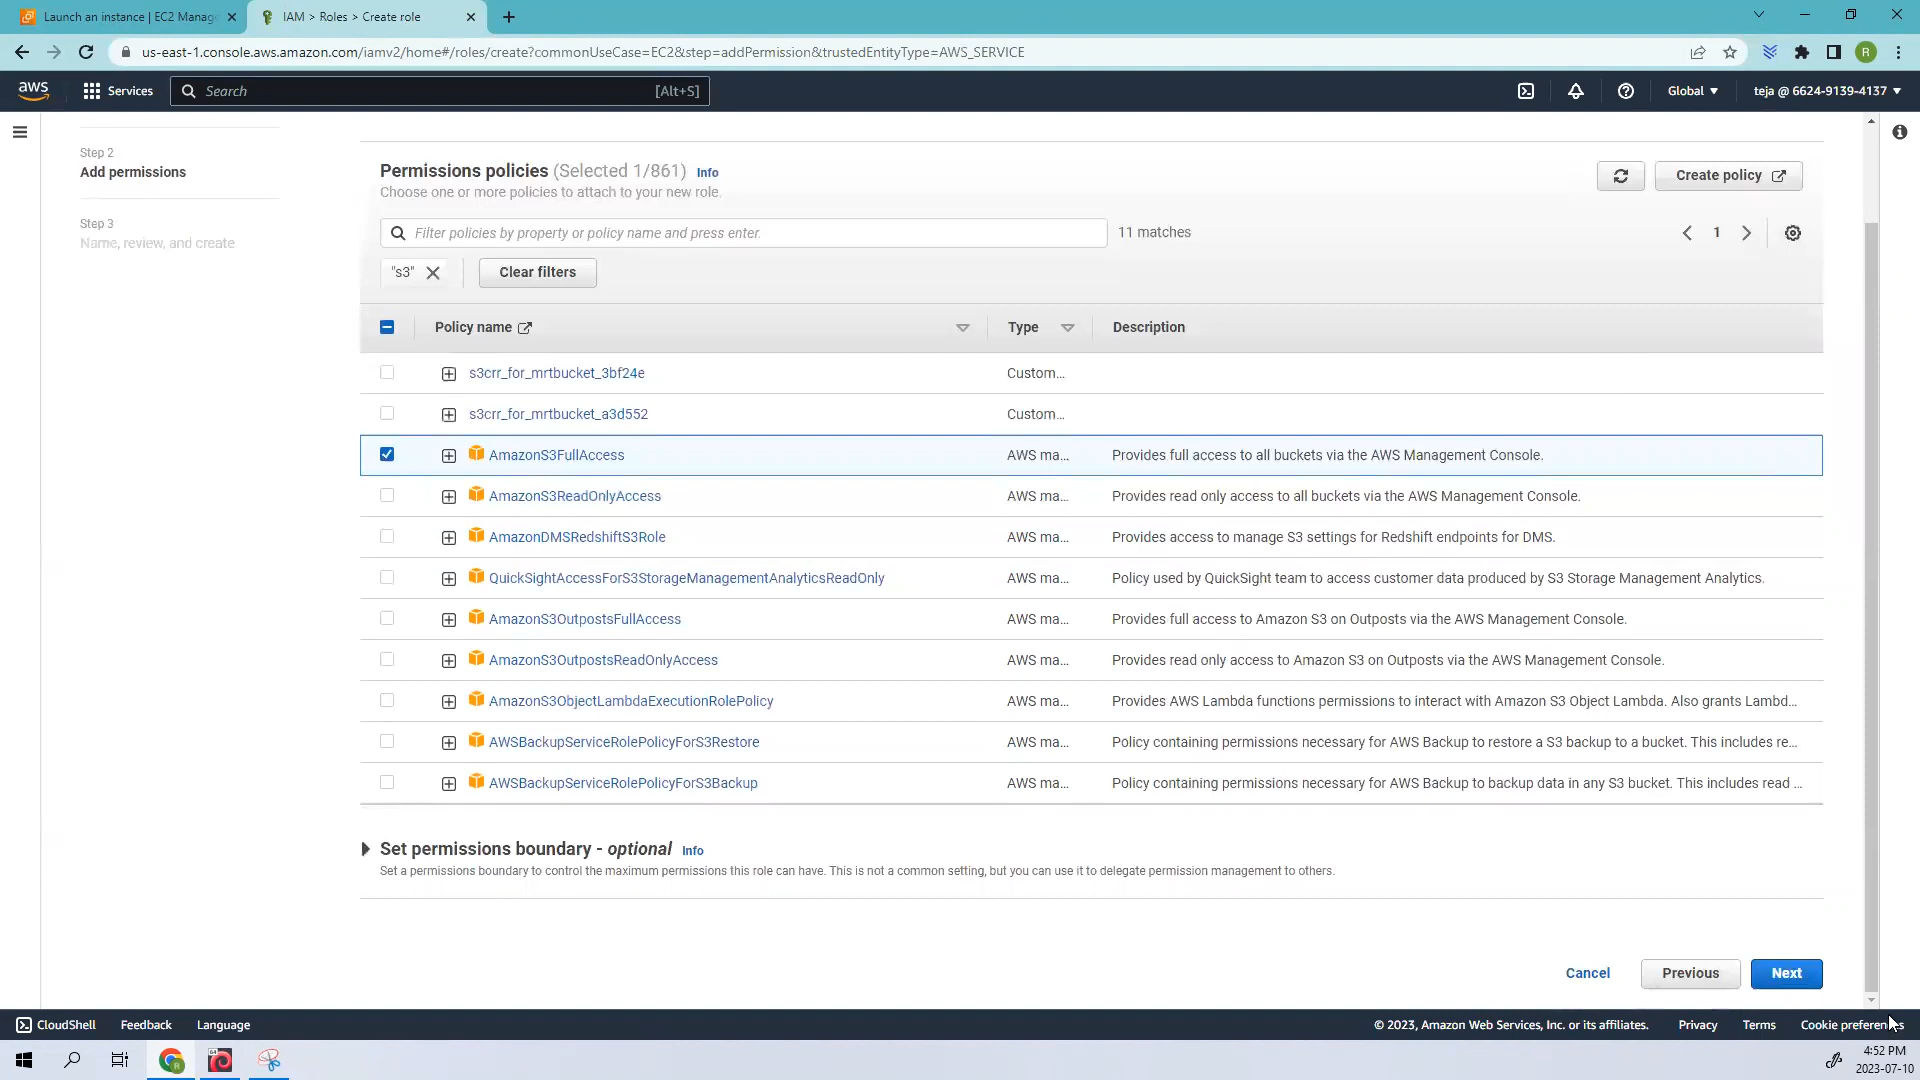 Launch an instance | EC2 Manag
IAM > Roles > Create role
us-east-1.console.aws.amazon.com/iamv2/home#/roles/create?commonUseCase=EC2&step=addPermission&trustedEntityType=AWS_SERVICE
R
aws
Services
Search
[Alt+S]
Global
teja @ 6624-9139-4137
Step 2
Add permissions
Step 3
Name, review, and create
Permissions policies (Selected 1/861) Info
Choose one or more policies to attach to your new role.
Create policy
Filter policies by property or policy name and press enter.
11 matches
1
"s3"
Clear filters
Policy name
Type
Description
s3crr_for_mrtbucket_3bf24e
Custom...
s3crr_for_mrtbucket_a3d552
Custom...
AmazonS3FullAccess
AWS ma...
Provides full access to all buckets via the AWS Management Console.
AmazonS3ReadOnlyAccess
AWS ma...
Provides read only access to all buckets via the AWS Management Console.
AmazonDMSRedshiftS3Role
AWS ma...
Provides access to manage S3 settings for Redshift endpoints for DMS.
QuickSightAccessForS3StorageManagementAnalyticsReadOnly
AWS ma...
Policy used by QuickSight team to access customer data produced by S3 Storage Management Analytics.
AmazonS3OutpostsFullAccess
AWS ma...
Provides full access to Amazon S3 on Outposts via the AWS Management Console.
AmazonS3OutpostsReadOnlyAccess
AWS ma...
Provides read only access to Amazon S3 on Outposts via the AWS Management Console.
AmazonS3ObjectLambdaExecutionRolePolicy
AWS ma...
Provides AWS Lambda functions permissions to interact with Amazon S3 Object Lambda. Also grants Lambd...
AWSBackupServiceRolePolicyForS3Restore
AWS ma...
Policy containing permissions necessary for AWS Backup to restore a S3 backup to a bucket. This includes re...
AWSBackupServiceRolePolicyForS3Backup
AWS ma...
Policy containing permissions necessary for AWS Backup to backup data in any S3 bucket. This includes read ...
Set permissions boundary - optional Info
Set a permissions boundary to control the maximum permissions this role can have. This is not a common setting, but you can use it to delegate permission management to others.
Cancel
Previous
Next
CloudShell
Feedback
Language
© 2023, Amazon Web Services, Inc. or its affiliates.
Privacy
Terms
Cookie preferences
4:52 PM
2023-07-10